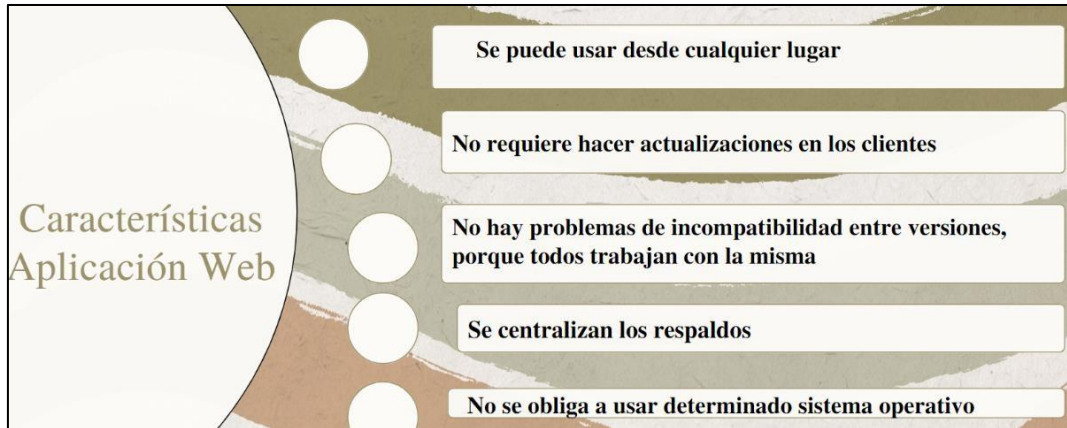 Características
Aplicación Web
Se puede usar desde cualquier lugar
No requiere hacer actualizaciones en los clientes
No hay problemas de incompatibilidad entre versiones,
porque todos trabajan con la misma
Se centralizan los respaldos
No se obliga a usar determinado sistema operativo